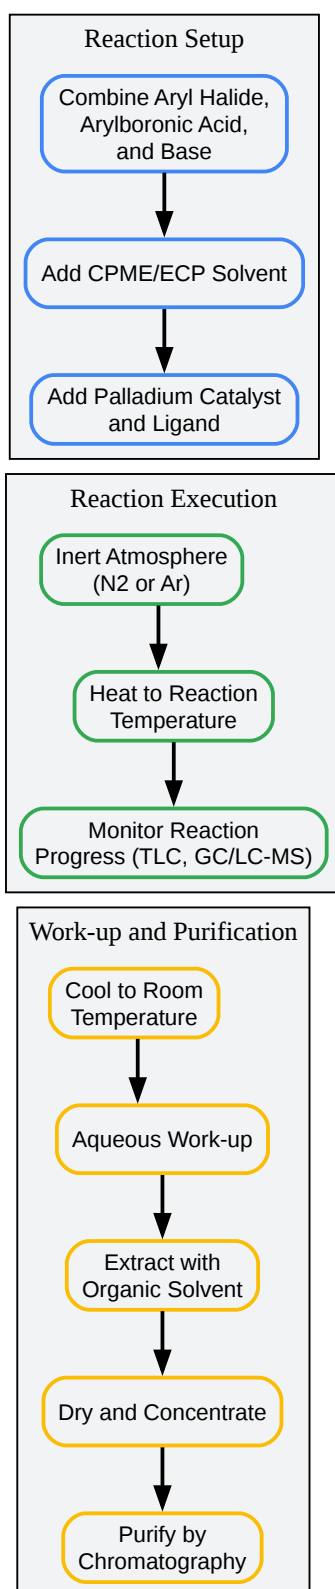 Reaction Setup
Combine Aryl Halide,
Arylboronic Acid,
and Base
Add CPME/ECP Solvent
Add Palladium Catalyst
and Ligand
Reaction Execution
Inert Atmosphere
(N2 or Ar)
Heat to Reaction
Temperature
Monitor Reaction
Progress (TLC, GC/LC-MS)
Work-up and Purification
Cool to Room
Temperature
Aqueous Work-up
Extract with
Organic Solvent
Dry and Concentrate
Purify by
Chromatography